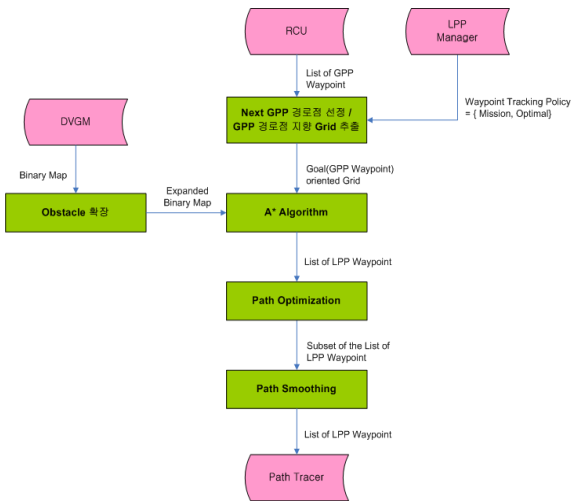 RCU
LPP
Manager
List of GPP
Waypoint
Waypoint Tracking Policy
= { Mission, Optimal}
DVGM
Next GPP 경로점 선정 /
GPP 경로점 지향 Grid 추출
Binary Map
Goal(GPP Waypoint)
oriented Grid
Expanded
Binary Map
Obstacle 확장
A* Algorithm
List of LPP Waypoint
Path Optimization
Subset of the List of
LPP Waypoint
Path Smoothing
List of LPP Waypoint
Path Tracer